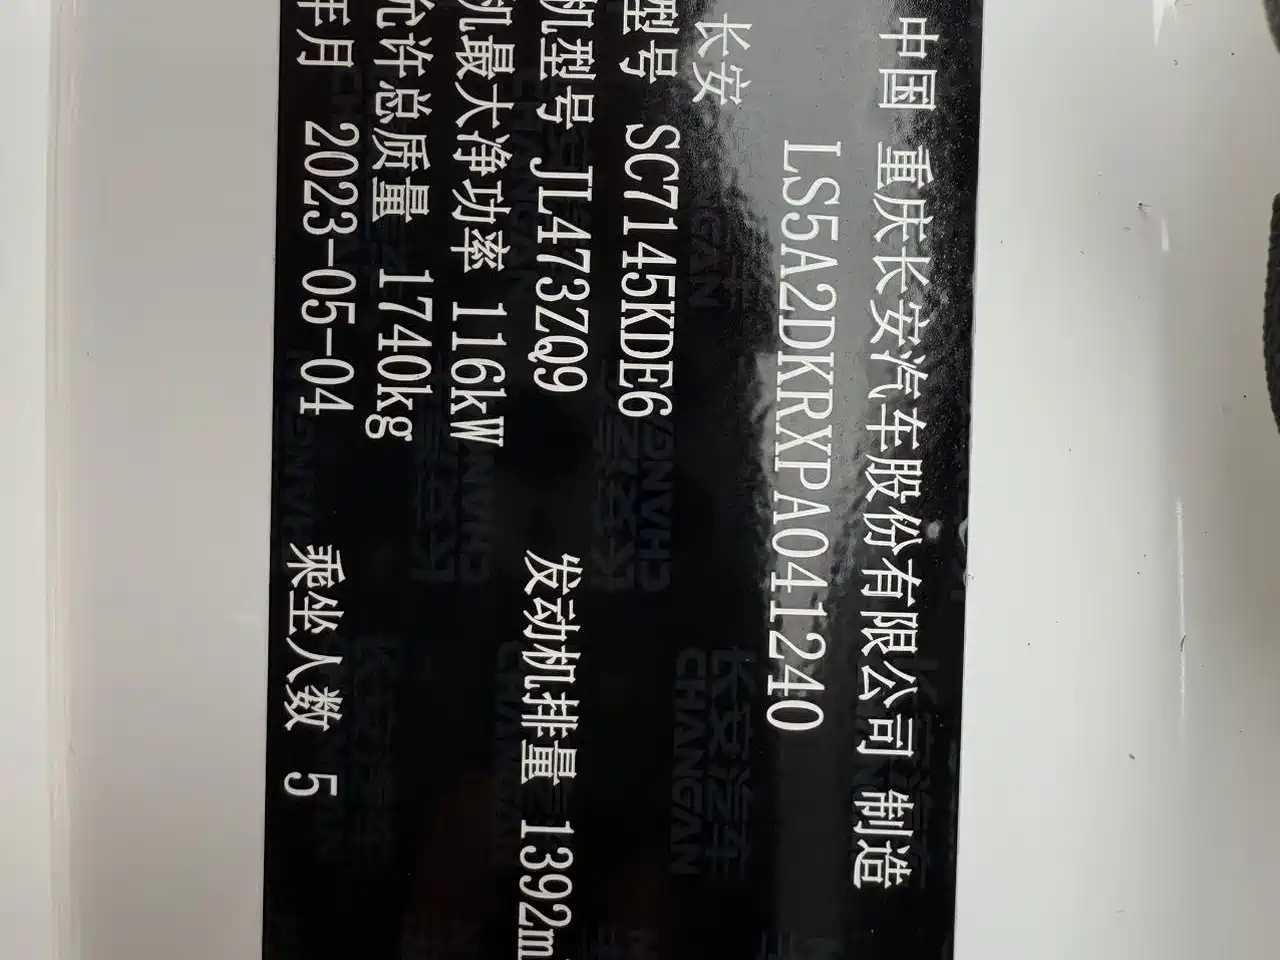 中国 重庆长安汽车股份有限公司 制造
LS5A2DKRXPA041240
长安
型号 SC7145KDE6
机型号 JL473ZQ9 发动机排量 1392m
机最大净功率 116kW
允许总质量 1740kg
年月 2023-05-04 乘坐人数 5